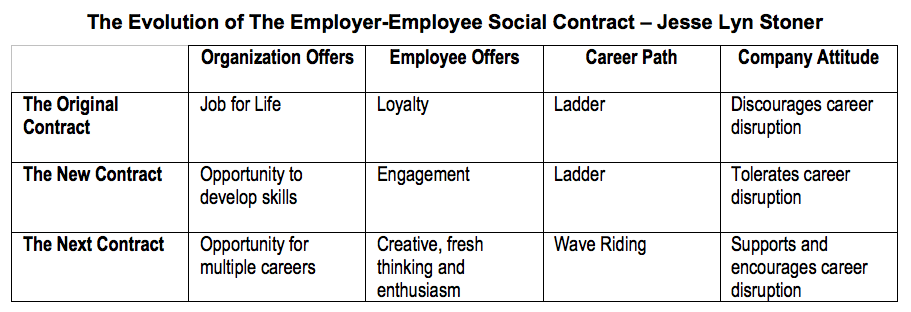 The Evolution of The Employer-Employee Social Contract – Jesse Lyn Stoner
Organization Offers Employee Offers Career Path Company Attitude
The Original Job for Life Loyalty Ladder Discourages career
Contract disruption
The New Contract Opportunity to Engagement Ladder Tolerates career
develop skills disruption
The Next Contract Opportunity for Creative, fresh Wave Riding Supports and
multiple careers thinking and encourages career
enthusiasm disruption